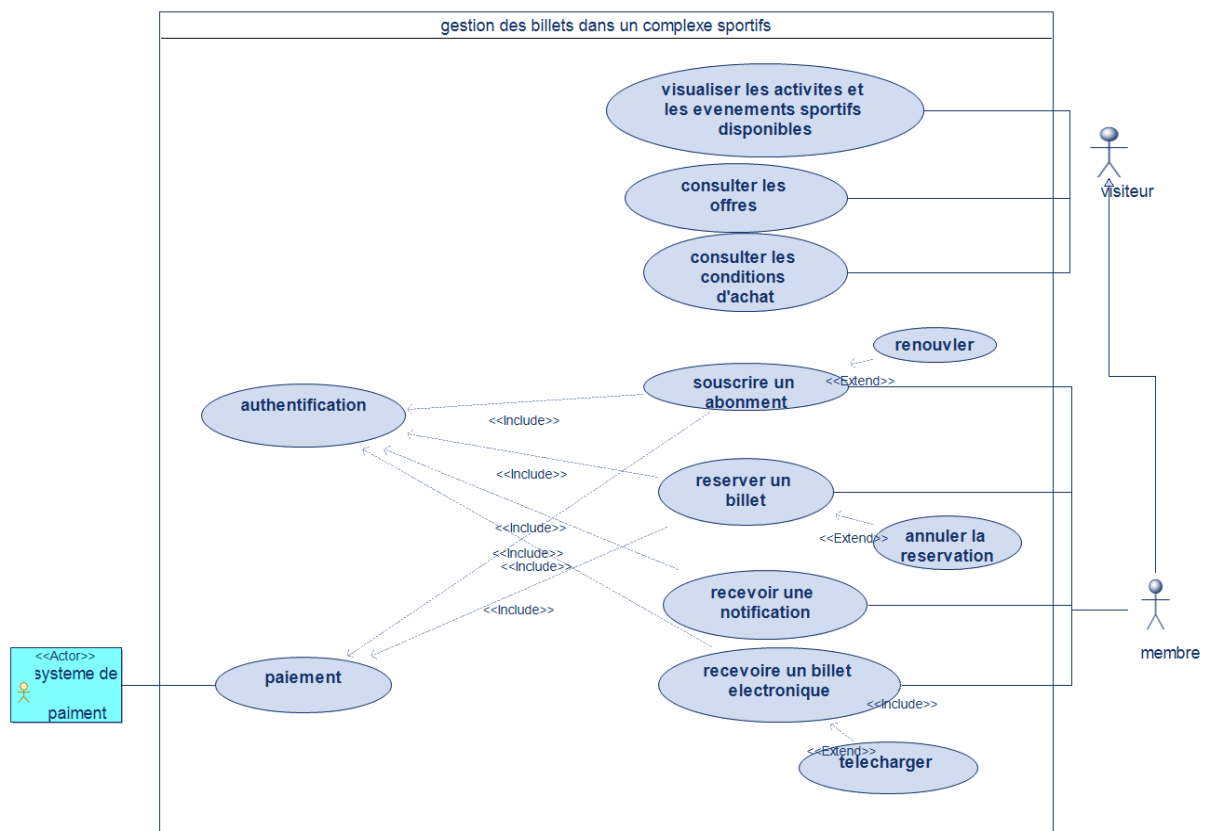 gestion des billets dans un complexe sportifs
visualiser les activites et
les evenements sportifs
disponibles
visiteur
consulter les
offres
consulter les
conditions
d'achat
renouvler
<<Extend>>
souscrire un
abonment
authentification
<<Include>>
<<Include>>
reserver un
billet
<<Include>>
<<Include>>
<<Include>>
<<Extend>>
annuler la
reservation
recevoir une
notification
<<Include>>
membre
<<Actor>>
systeme de
paiment
paiement
recevoire un billet
electronique
<<Include>>
<<Extend>>
telecharger